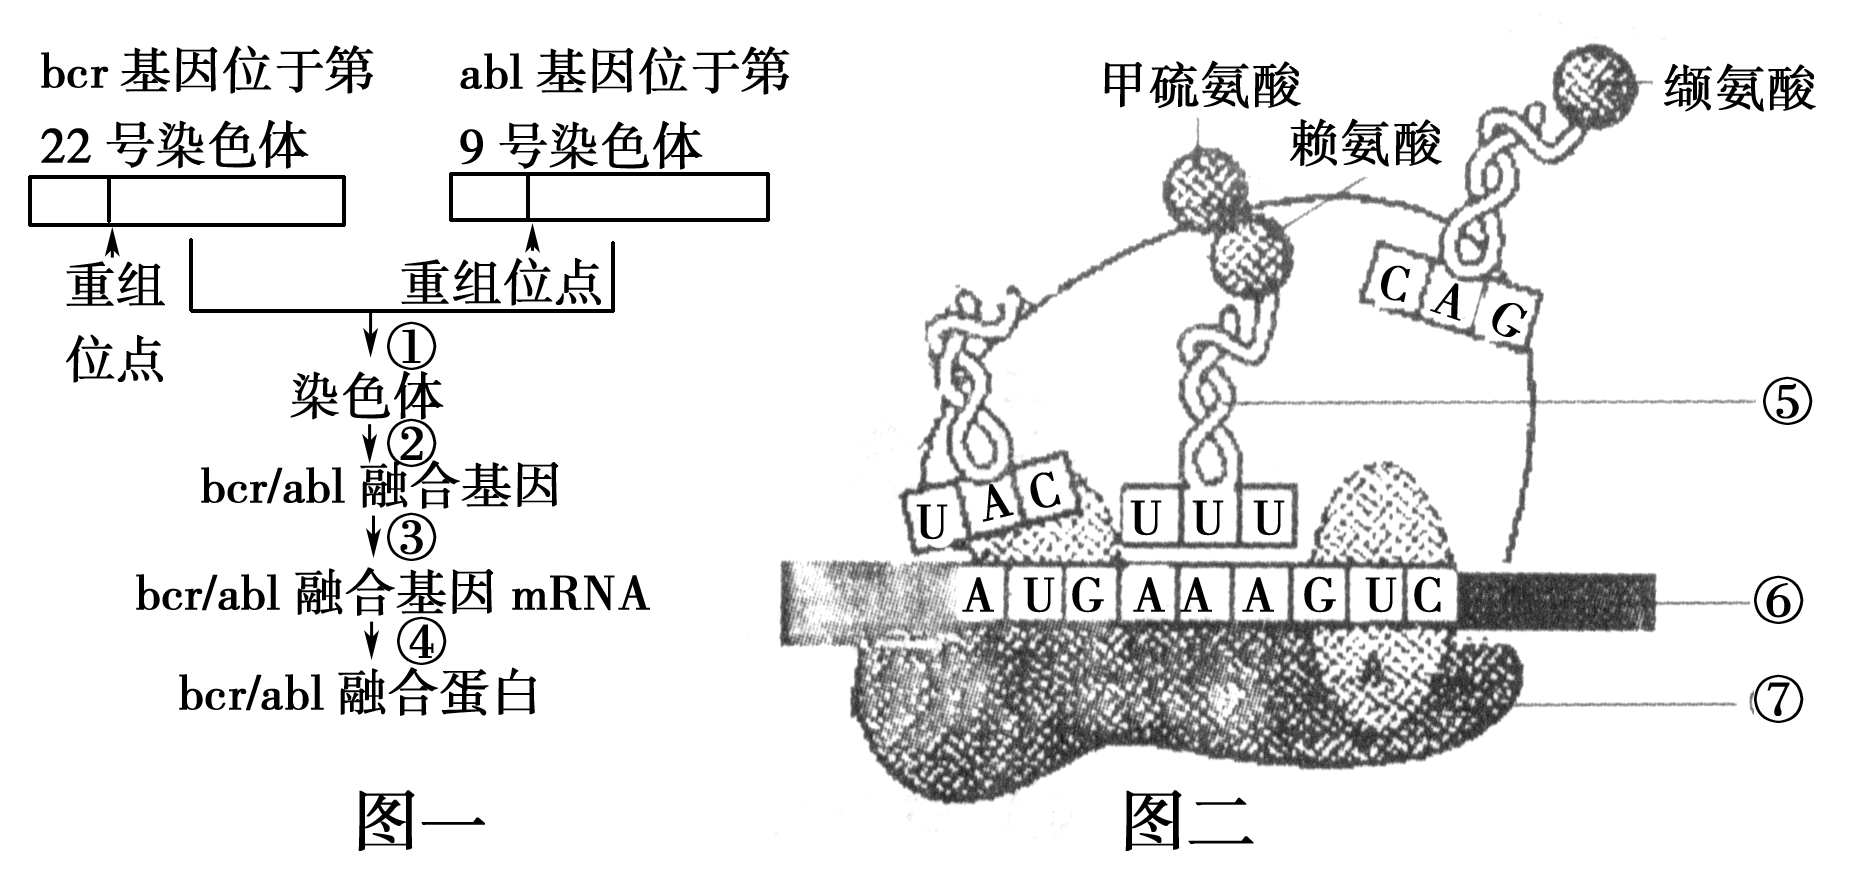 bcr 基因位于第
22 号染色体
abl 基因位于第
9 号染色体
重组
位点
重组位点
①
染色体
②
bcr/abl 融合基因
③
bcr/abl 融合基因 mRNA
④
bcr/abl 融合蛋白
图一
甲硫氨酸
赖氨酸
缬氨酸
C A G
⑤
U A C
U U U
A U G A A A G U C
⑥
⑦
图二